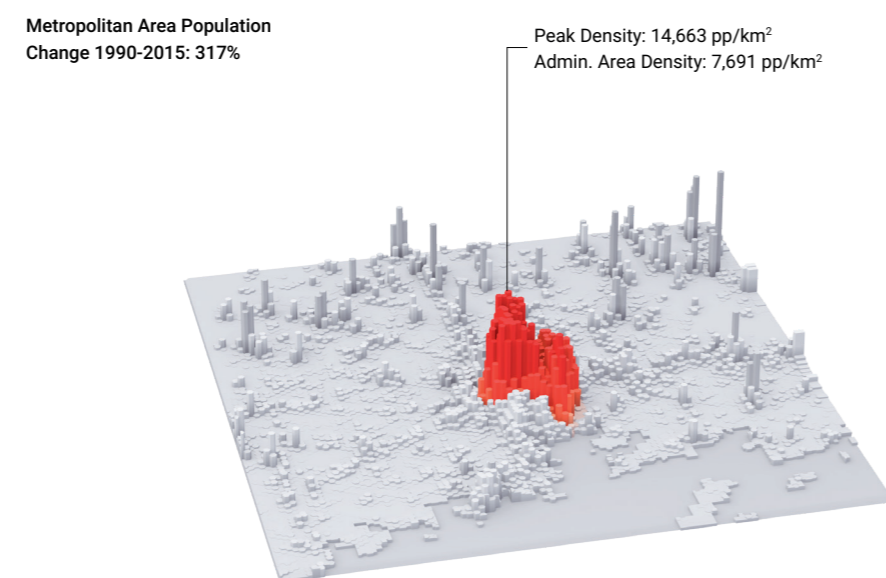 Metropolitan Area Population
Change 1990-2015: 317%
Peak Density: 14,663 pp/km²
Admin. Area Density: 7,691 pp/km²